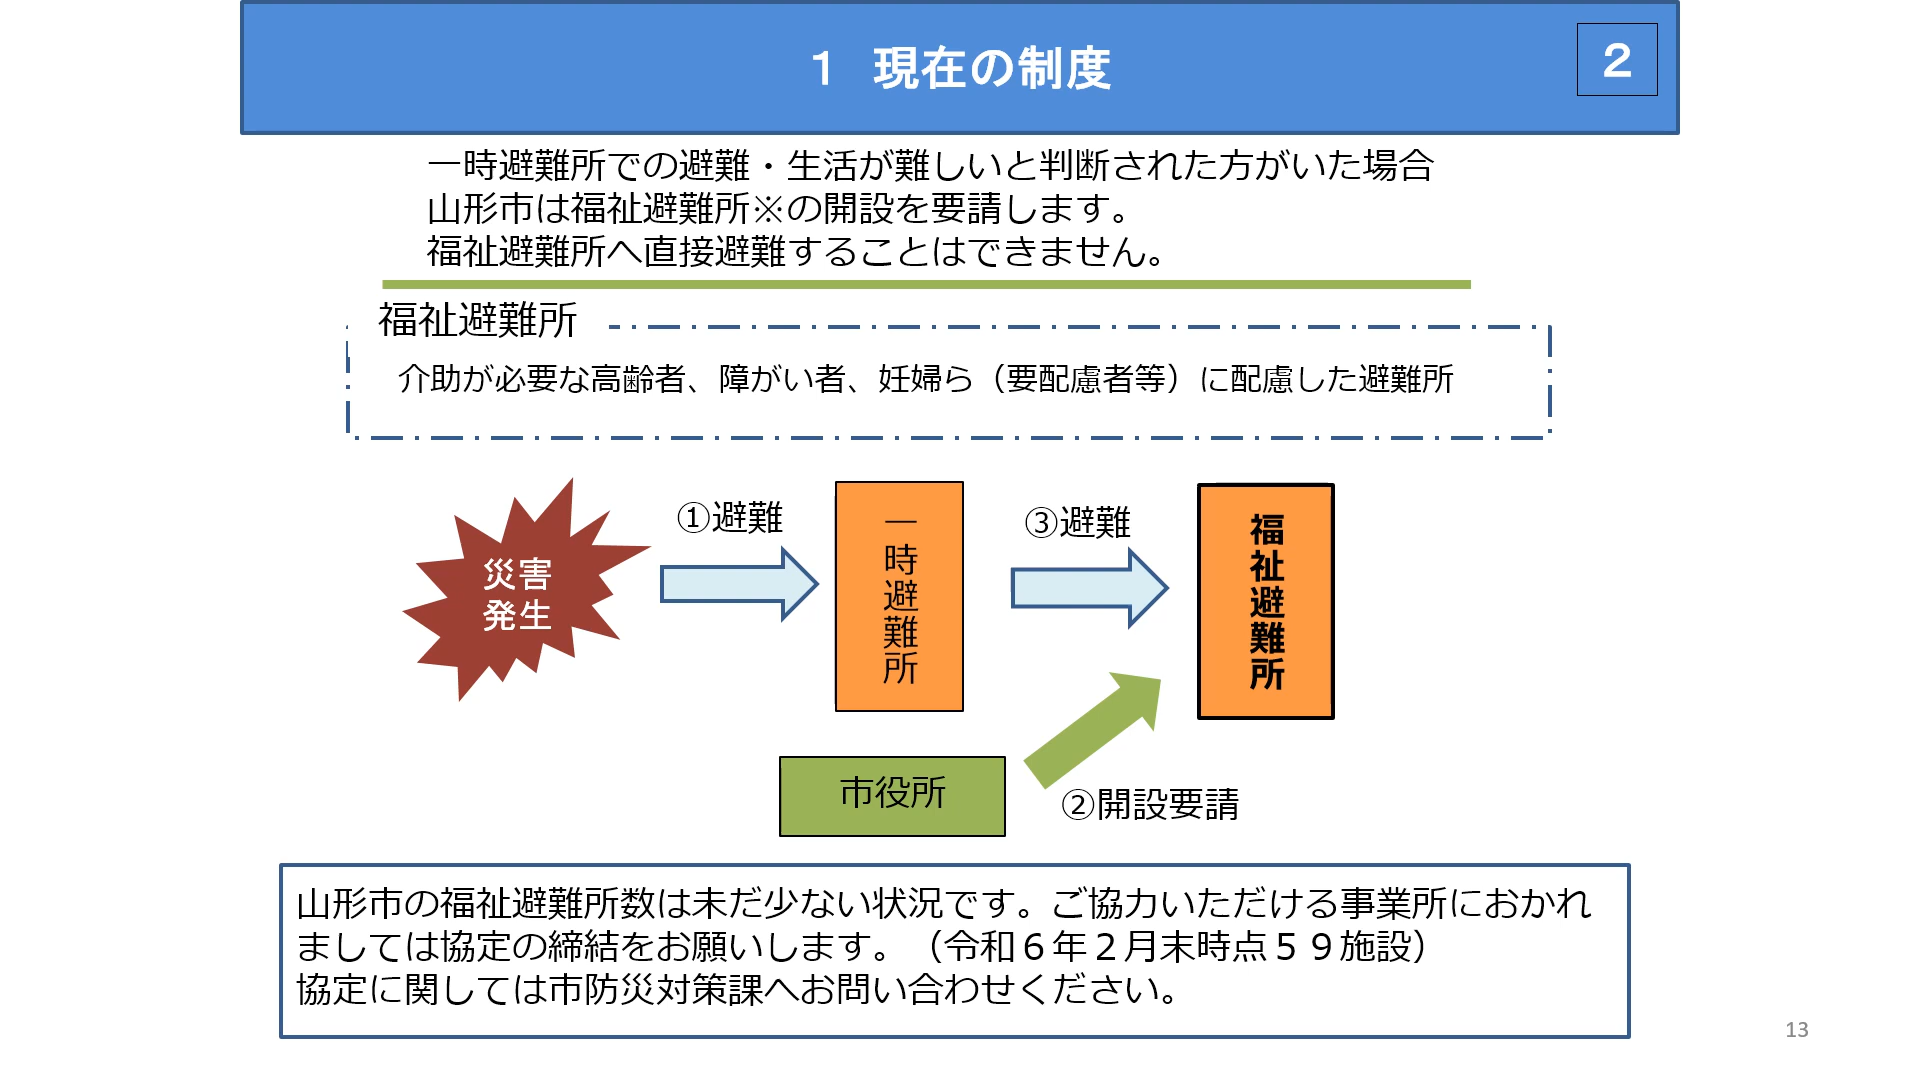 １　現在の制度
２
一時避難所での避難・生活が難しいと判断された方がいた場合
山形市は福祉避難所※の開設を要請します。
福祉避難所へ直接避難することはできません。
福祉避難所
介助が必要な高齢者、障がい者、妊婦ら（要配慮者等）に配慮した避難所
災害
発生
①避難
一時避難所
③避難
福祉避難所
市役所
②開設要請
山形市の福祉避難所数は未だ少ない状況です。ご協力いただける事業所におかれ
ましては協定の締結をお願いします。（令和６年２月末時点５９施設）
協定に関しては市防災対策課へお問い合わせください。
13